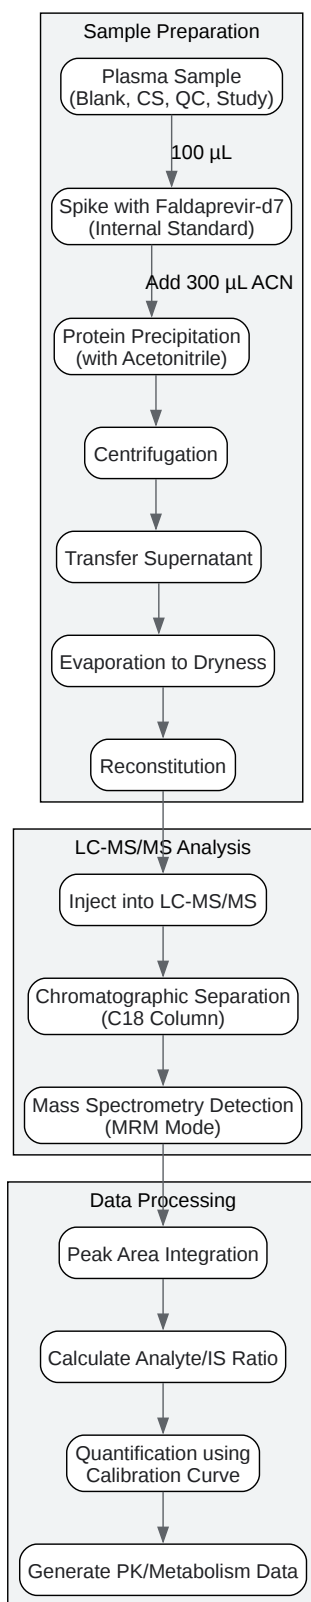 Sample Preparation
Plasma Sample
(Blank, CS, QC, Study)
100 µL
Spike with Faldaprevir-d7
(Internal Standard)
Add 300 µL ACN
Protein Precipitation
(with Acetonitrile)
Centrifugation
Transfer Supernatant
Evaporation to Dryness
Reconstitution
LC-MS/MS Analysis
Inject into LC-MS/MS
Chromatographic Separation
(C18 Column)
Mass Spectrometry Detection
(MRM Mode)
Data Processing
Peak Area Integration
Calculate Analyte/IS Ratio
Quantification using
Calibration Curve
Generate PK/Metabolism Data